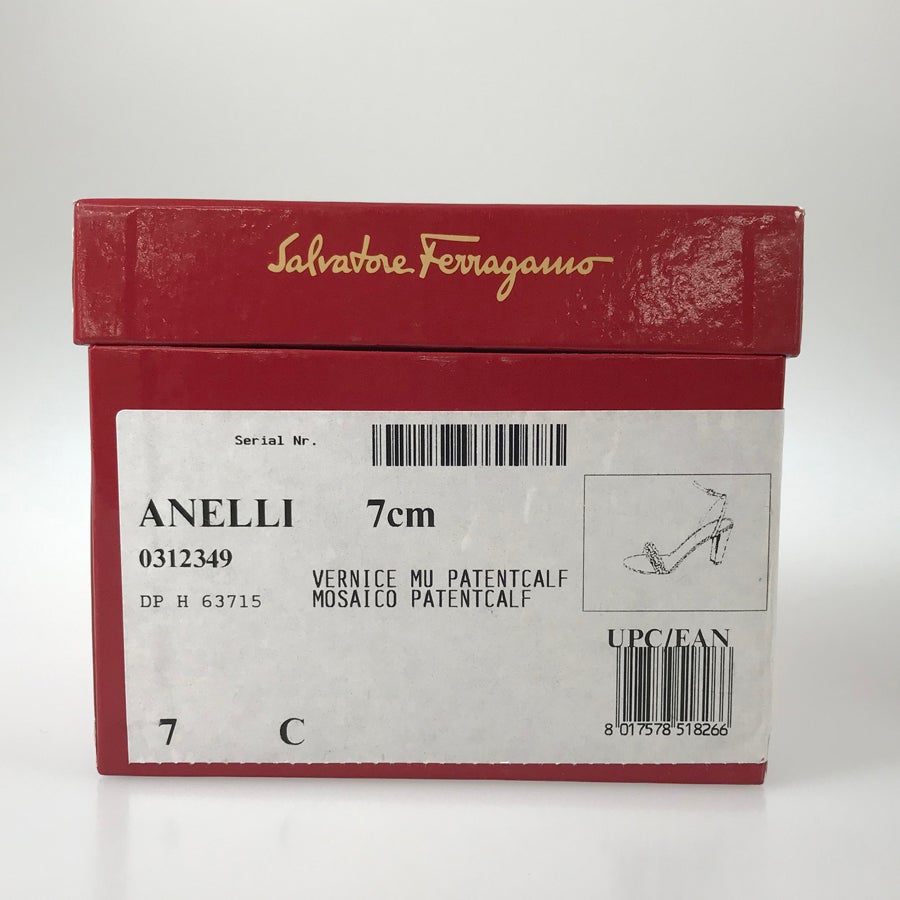 Salvatore Ferragamo
Serial Nr.
ANELLI 7cm
0312349
VERNICE MU PATENTCALF
DP H 63715 MOSAICO PATENTCALF
UPC/EAN
8 017578 518266
7 C